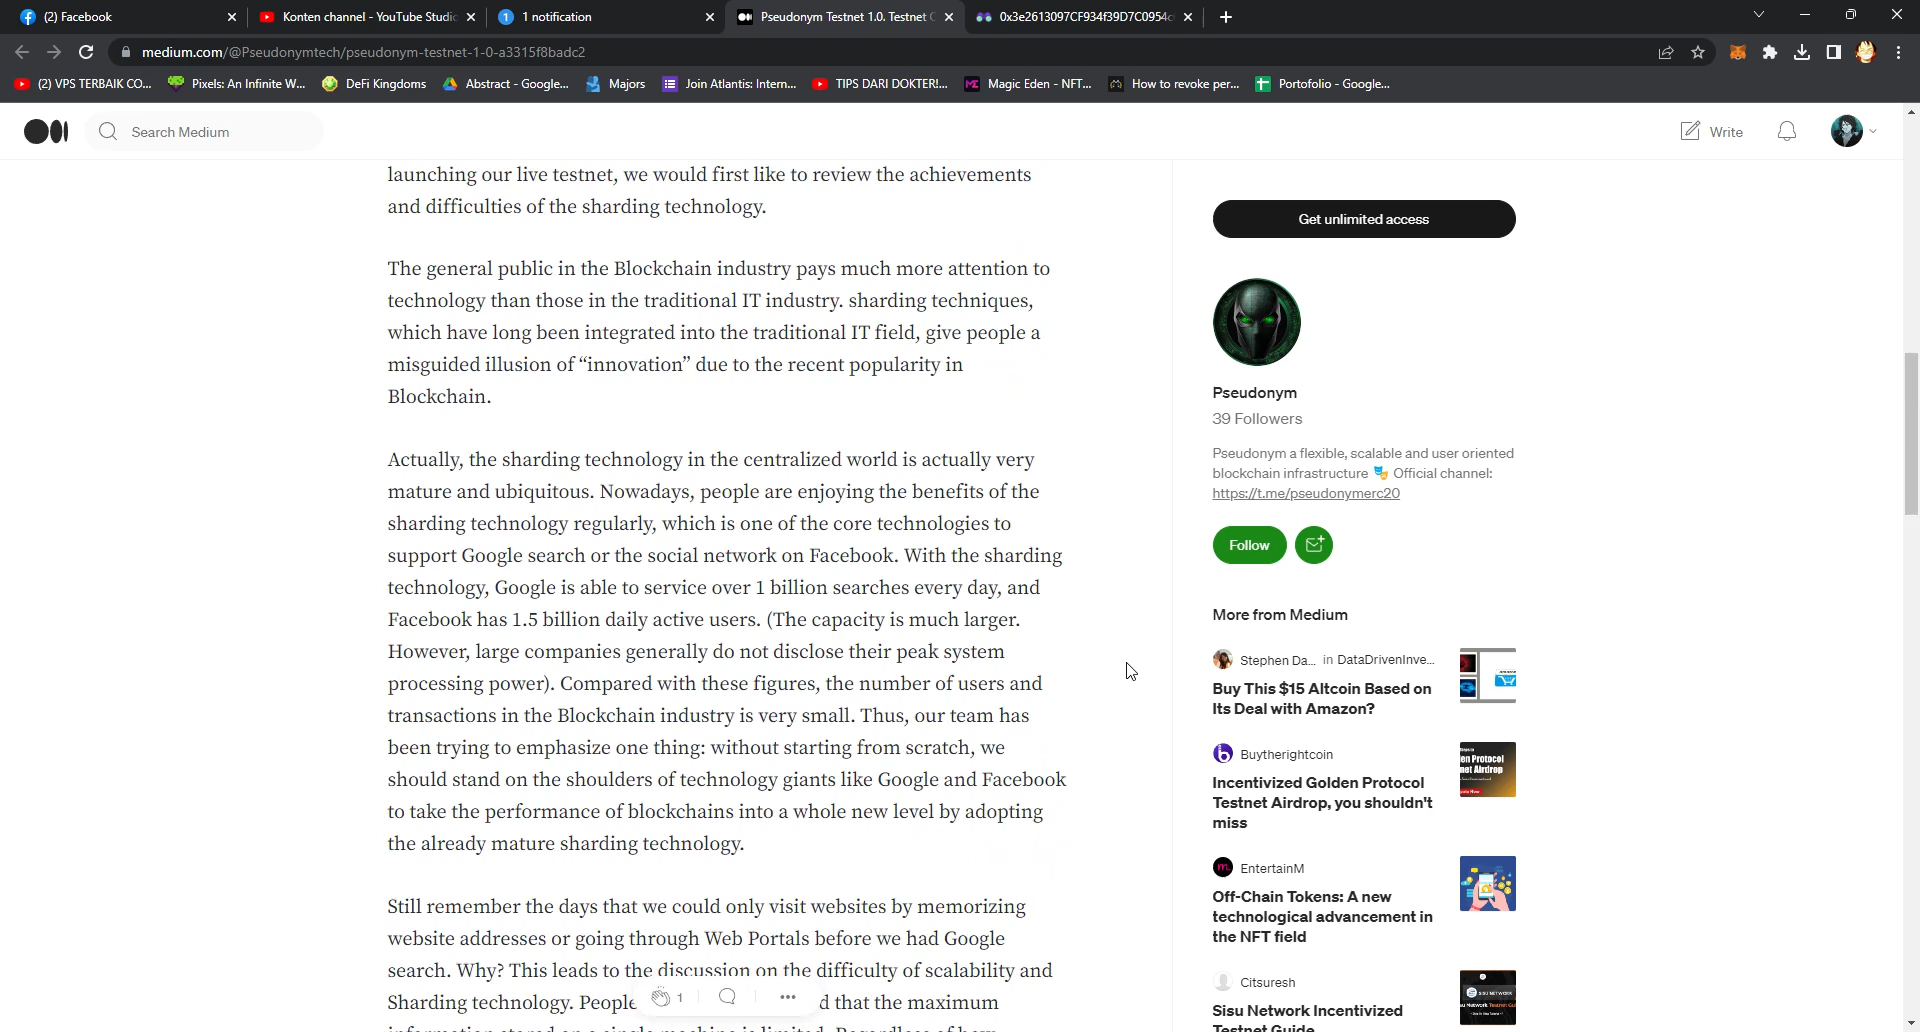 (2) Facebook
Konten channel - YouTube Studio
1 notification
Pseudonym Testnet 1.0. Testnet
0x3e2613097CF934f39D7C0954
medium.com/@Pseudonymtech/pseudonym-testnet-1-0-a3315f8badc2
(2) VPS TERBAIK CO...
Pixels: An Infinite W...
DeFi Kingdoms
Abstract - Google...
Majors
Join Atlantis: Intern...
TIPS DARI DOKTER!...
Magic Eden - NFT...
How to revoke per...
Portofolio - Google...
Search Medium
Write
launching our live testnet, we would first like to review the achievements
and difficulties of the sharding technology.
The general public in the Blockchain industry pays much more attention to
technology than those in the traditional IT industry. sharding techniques,
which have long been integrated into the traditional IT field, give people a
misguided illusion of “innovation” due to the recent popularity in
Blockchain.
Actually, the sharding technology in the centralized world is actually very
mature and ubiquitous. Nowadays, people are enjoying the benefits of the
sharding technology regularly, which is one of the core technologies to
support Google search or the social network on Facebook. With the sharding
technology, Google is able to service over 1 billion searches every day, and
Facebook has 1.5 billion daily active users. (The capacity is much larger.
However, large companies generally do not disclose their peak system
processing power). Compared with these figures, the number of users and
transactions in the Blockchain industry is very small. Thus, our team has
been trying to emphasize one thing: without starting from scratch, we
should stand on the shoulders of technology giants like Google and Facebook
to take the performance of blockchains into a whole new level by adopting
the already mature sharding technology.
Still remember the days that we could only visit websites by memorizing
website addresses or going through Web Portals before we had Google
search. Why? This leads to the discussion on the difficulty of scalability and
Sharding technology. People d that the maximum
1
Get unlimited access
Pseudonym
39 Followers
Pseudonym a flexible, scalable and user oriented
blockchain infrastructure 🎭 Official channel:
https://t.me/pseudonymerc20
Follow
More from Medium
Stephen Da... in DataDrivenInve...
Buy This $15 Altcoin Based on
Its Deal with Amazon?
Buytherightcoin
Incentivized Golden Protocol
Testnet Airdrop, you shouldn't
miss
EntertainM
Off-Chain Tokens: A new
technological advancement in
the NFT field
Citsuresh
Sisu Network Incentivized
Testnet Guide